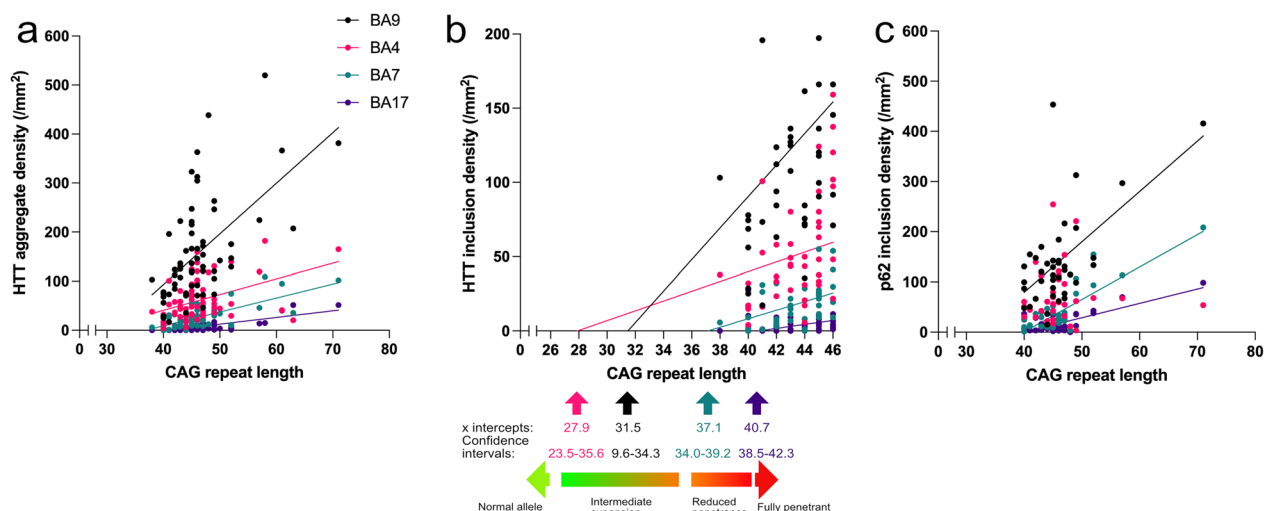 a
HTT aggregate density (/mm²)
600
500
400
300
200
100
0
0 30 40 50 60 70 80
CAG repeat length
BA9
BA4
BA7
BA17
b
HTT inclusion density (/mm²)
200
150
100
50
0
0 26 28 30 32 34 36 38 40 42 44 46
CAG repeat length
x intercepts: 27.9 31.5 37.1 40.7
Confidence
intervals: 23.5-35.6 9.6-34.3 34.0-39.2 38.5-42.3
Normal allele Intermediate Reduced Fully penetrant
c
p62 inclusion density (/mm²)
600
500
400
300
200
100
0
0 30 40 50 60 70 80
CAG repeat length